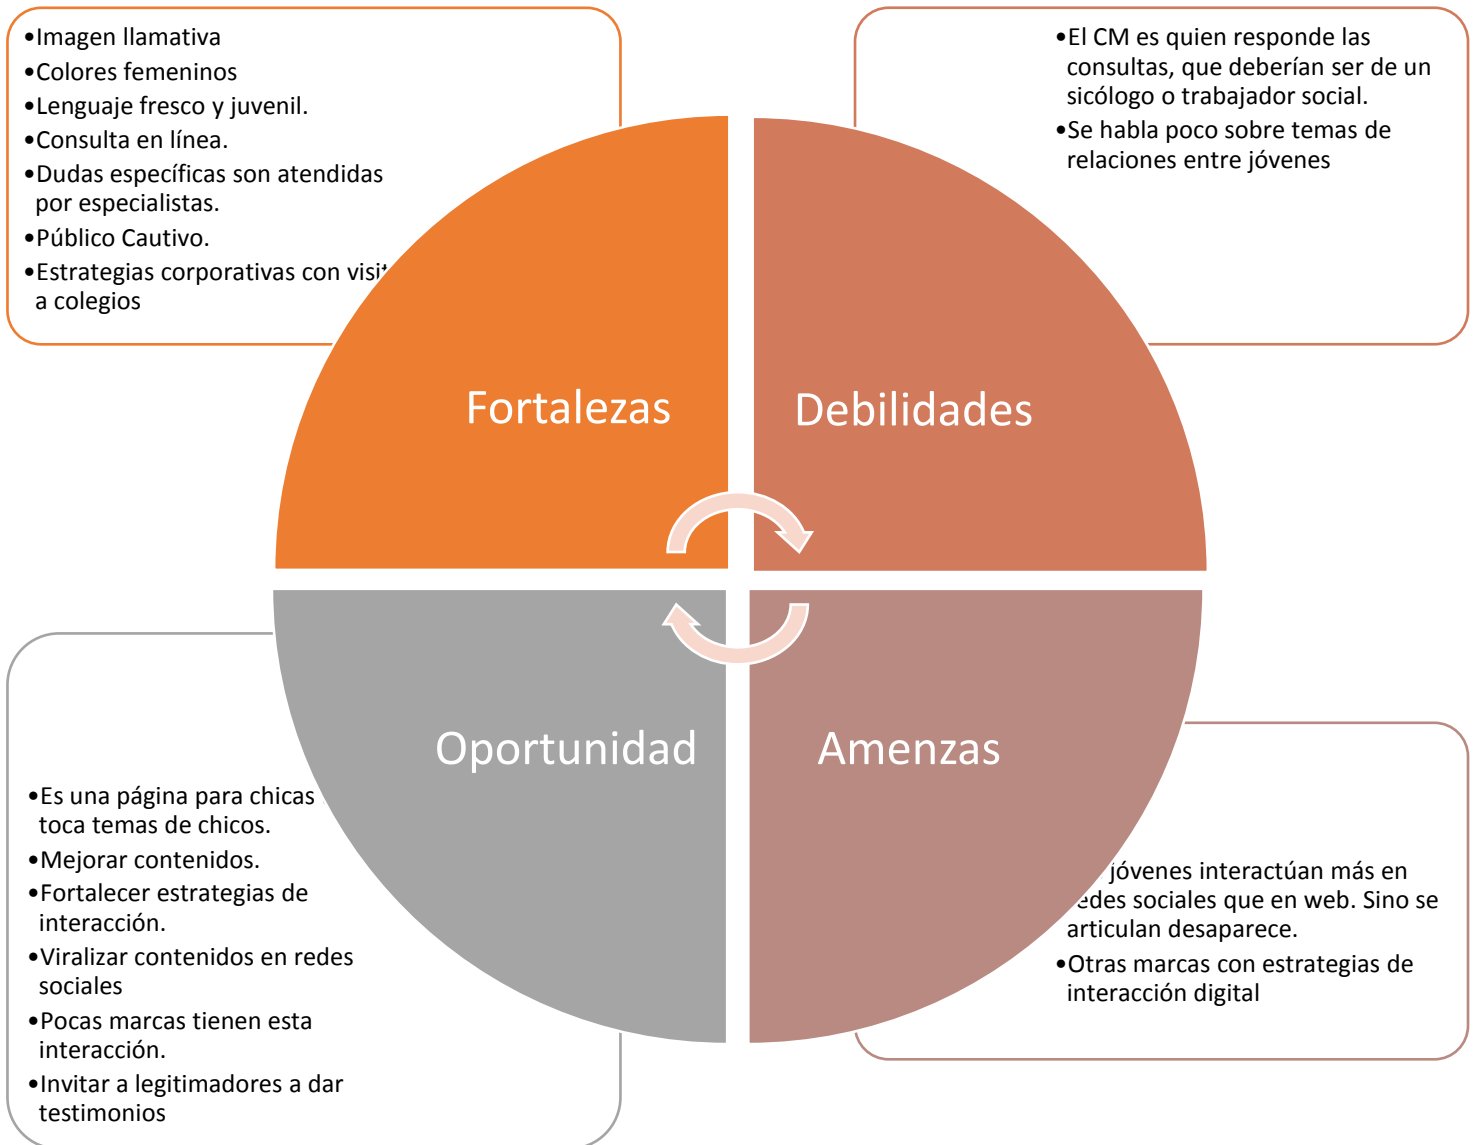 •Imagen llamativa
•Colores femeninos
•Lenguaje fresco y juvenil.
•Consulta en línea.
•Dudas específicas son atendidas
por especialistas.
•Público Cautivo.
•Estrategias corporativas con
a colegios
•El CM es quien responde las
consultas, que deberían ser de un
sicólogo o trabajador social.
•Se habla poco sobre temas de
relaciones entre jóvenes
Fortalezas
Debilidades
Oportunidad
Amenzas
•Es una página para chicas
toca temas de chicos.
•Mejorar contenidos.
•Fortalecer estrategias de
interacción.
•Viralizar contenidos en redes
sociales
•Pocas marcas tienen esta
interacción.
•Invitar a legitimadores a dar
testimonios
jóvenes interactúan más en
redes sociales que en web. Sino se
articulan desaparece.
•Otras marcas con estrategias de
interacción digital